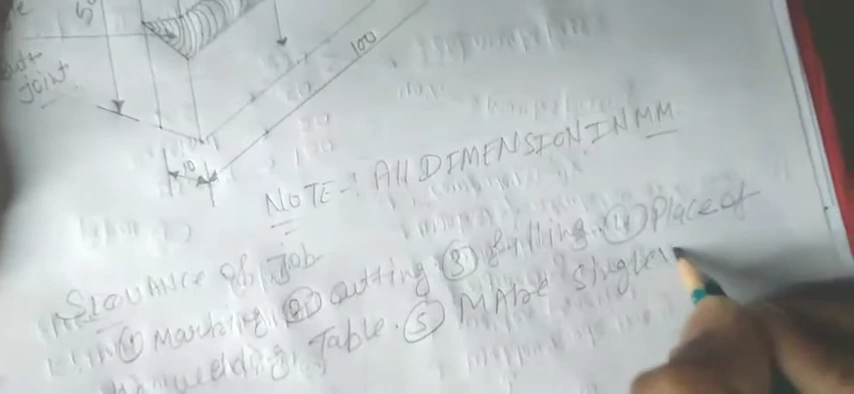 joint
100
10
NOTE-: All DIMENSION IN MM
SEQUANCE of Job
① Marking. ② Cutting ③ filling. ④ Place of
welding Table. ⑤ MAke Single